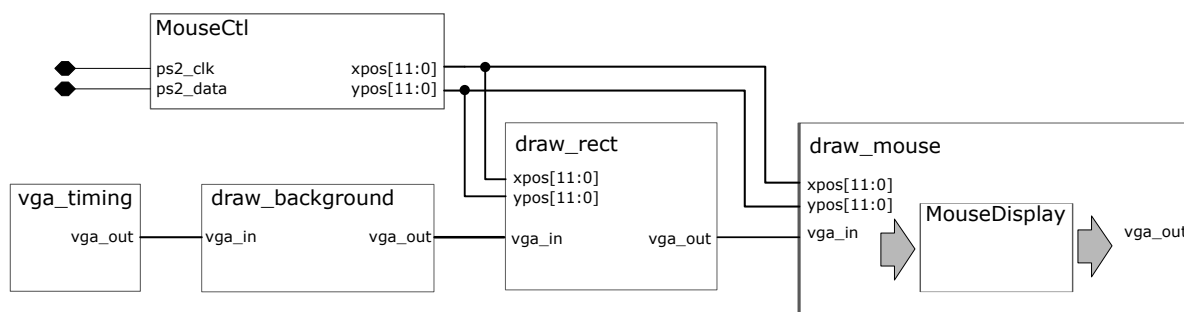 MouseCtl
ps2_clk
xpos[11:0]
ps2_data
ypos[11:0]
draw_rect
draw_mouse
xpos[11:0]
xpos[11:0]
vga_timing
draw_background
ypos[11:0]
ypos[11:0]
MouseDisplay
vga_out
vga_in
vga_out
vga_in
vga_out
vga_in
vga_out